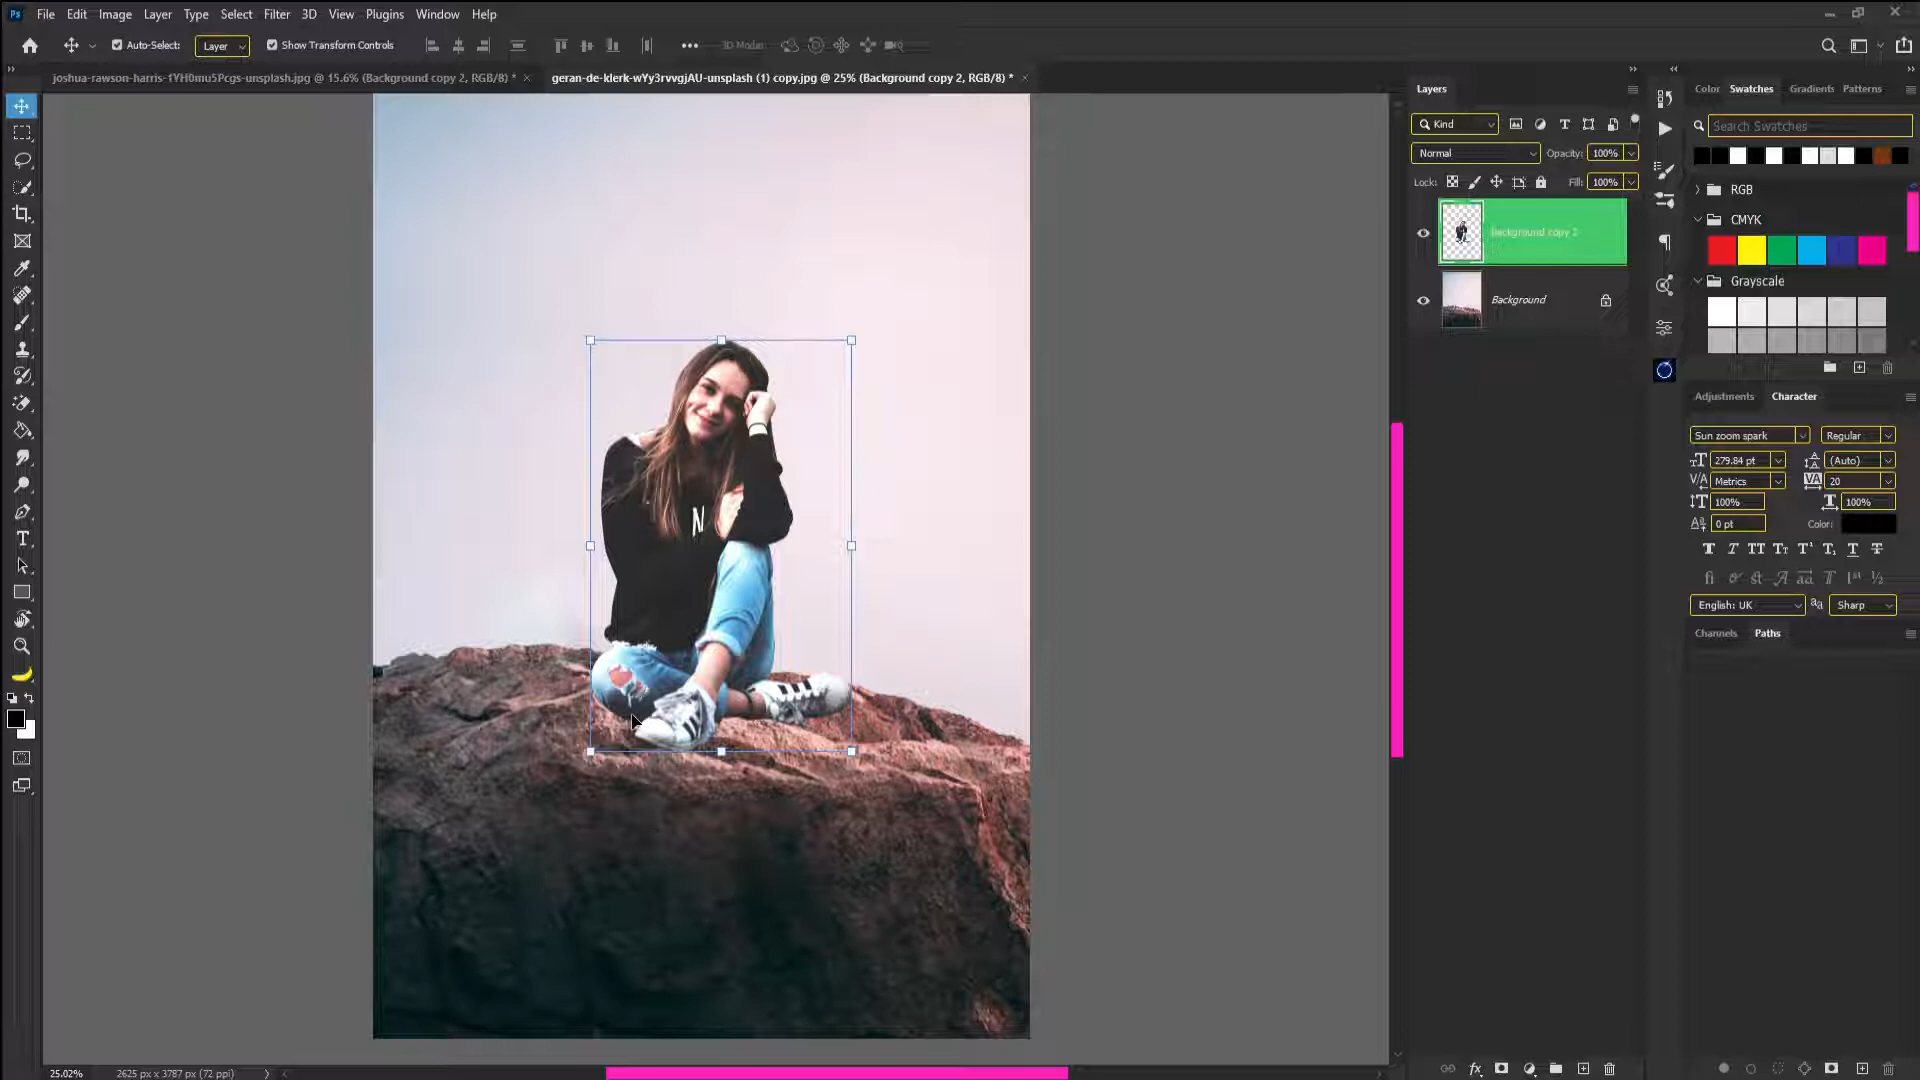 Ps File Edit Image Layer Type Select Filter 3D View Plugins Window Help
Auto-Select: Layer Show Transform Controls 3D Mode:
joshua-rawson-harris-1YH0mu5Pcgs-unsplash.jpg @ 15.6% (Background copy 2, RGB/8) * ×
geran-de-klerk-wYy3rvvgjAU-unsplash (1) copy.jpg @ 25% (Background copy 2, RGB/8) * ×
Layers
Kind
Normal Opacity: 100%
Lock: Fill: 100%
Background copy 2
Background
Color Swatches Gradients Patterns
Search Swatches
RGB
CMYK
Grayscale
Adjustments Character
Sun zoom spark Regular
279.84 pt (Auto)
Metrics 20
100% 100%
0 pt Color:
English: UK Sharp
Channels Paths
N
25.02% 2625 px x 3787 px (72 ppi)